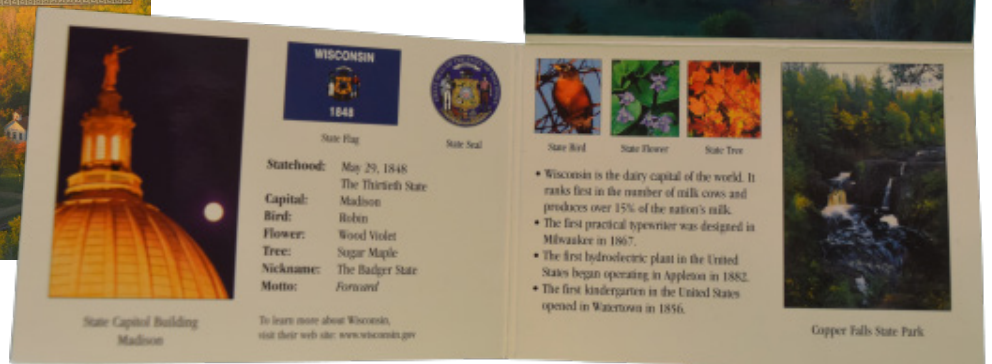 WISCONSIN
1848
State Flag
State Seal
Statehood: May 29, 1848
The Thirtieth State
Capital: Madison
Bird: Robin
Flower: Wood Violet
Tree: Sugar Maple
Nickname: The Badger State
Motto: Forward
To learn more about Wisconsin,
visit their web site: www.wisconsin.gov
State Capitol Building
Madison
State Bird
State Flower
State Tree
• Wisconsin is the dairy capital of the world. It
ranks first in the number of milk cows and
produces over 15% of the nation's milk.
• The first practical typewriter was designed in
Milwaukee in 1867.
• The first hydroelectric plant in the United
States began operating in Appleton in 1882.
• The first kindergarten in the United States
opened in Watertown in 1856.
Copper Falls State Park